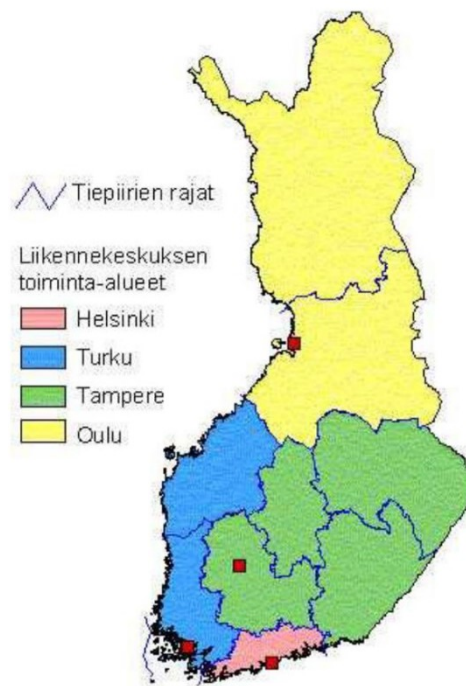 Tiepiirien rajat
Liikennekeskuksen
toiminta-alueet
Helsinki
Turku
Tampere
Oulu